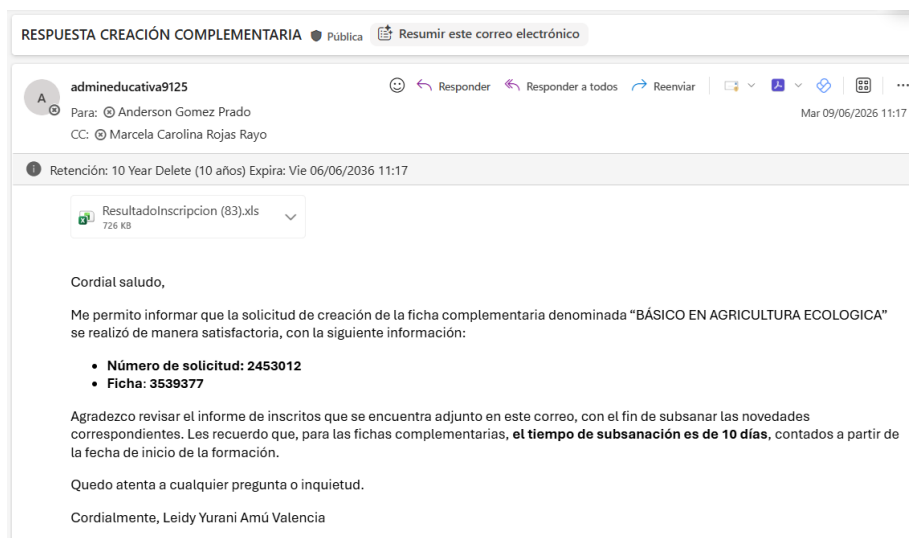 RESPUESTA CREACIÓN COMPLEMENTARIA Pública Resumir este correo electrónico
admineducativa9125
Responder Responder a todos Reenviar
A
Para: Anderson Gomez Prado
Mar 09/06/2026 11:17
CC: Marcela Carolina Rojas Rayo
Retención: 10 Year Delete (10 años) Expira: Vie 06/06/2036 11:17
ResultadoInscripcion (83).xls
726 KB
Cordial saludo,
Me permito informar que la solicitud de creación de la ficha complementaria denominada “BÁSICO EN AGRICULTURA ECOLOGICA”
se realizó de manera satisfactoria, con la siguiente información:
• Número de solicitud: 2453012
• Ficha: 3539377
Agradezco revisar el informe de inscritos que se encuentra adjunto en este correo, con el fin de subsanar las novedades
correspondientes. Les recuerdo que, para las fichas complementarias, el tiempo de subsanación es de 10 días, contados a partir de
la fecha de inicio de la formación.
Quedo atenta a cualquier pregunta o inquietud.
Cordialmente, Leidy Yurani Amú Valencia